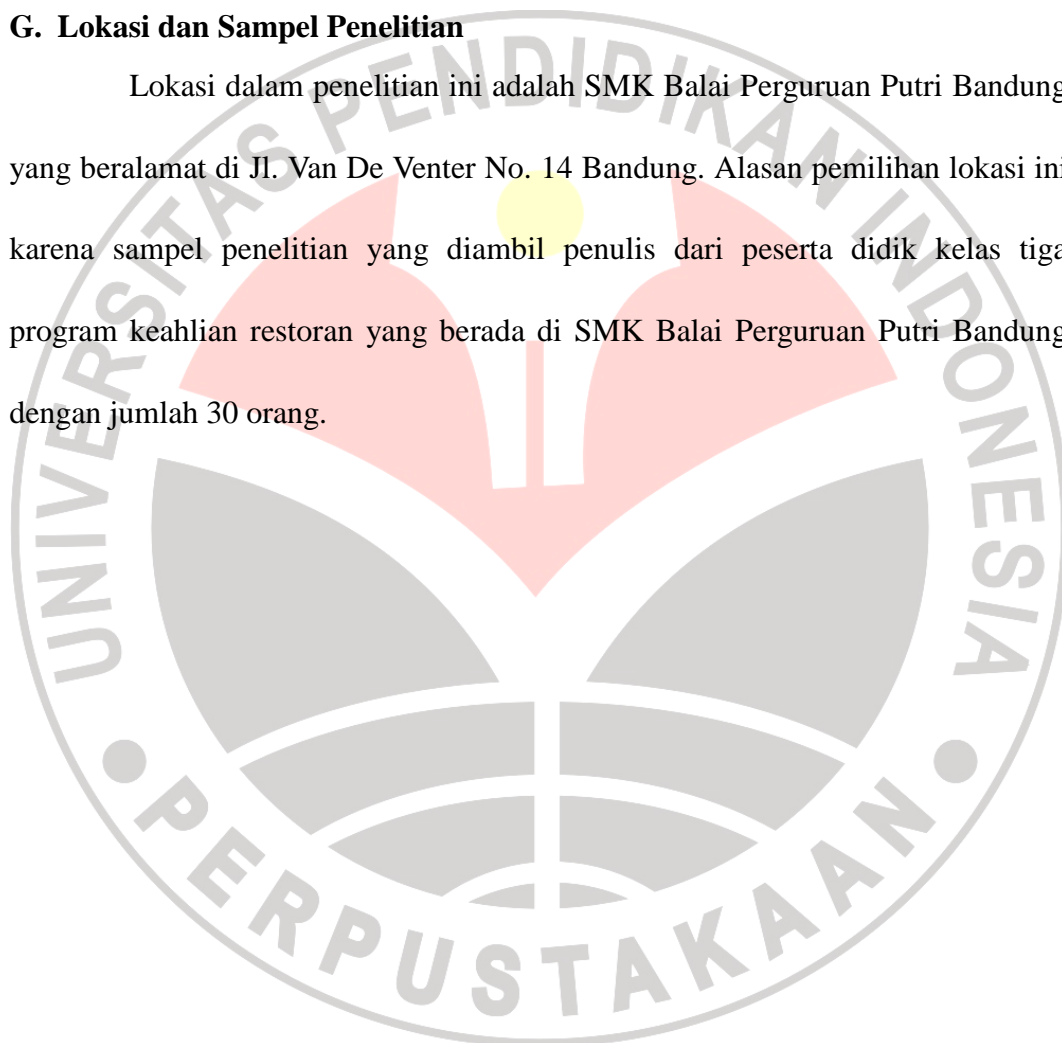 G. Lokasi dan Sampel Penelitian
Lokasi dalam penelitian ini adalah SMK Balai Perguruan Putri Bandung
yang beralamat di Jl. Van De Venter No. 14 Bandung. Alasan pemilihan lokasi ini
karena sampel penelitian yang diambil penulis dari peserta didik kelas tiga
program keahlian restoran yang berada di SMK Balai Perguruan Putri Bandung
dengan jumlah 30 orang.
UNIVERSITAS PENDIDIKAN INDONESIA
PERPUSTAKAAN